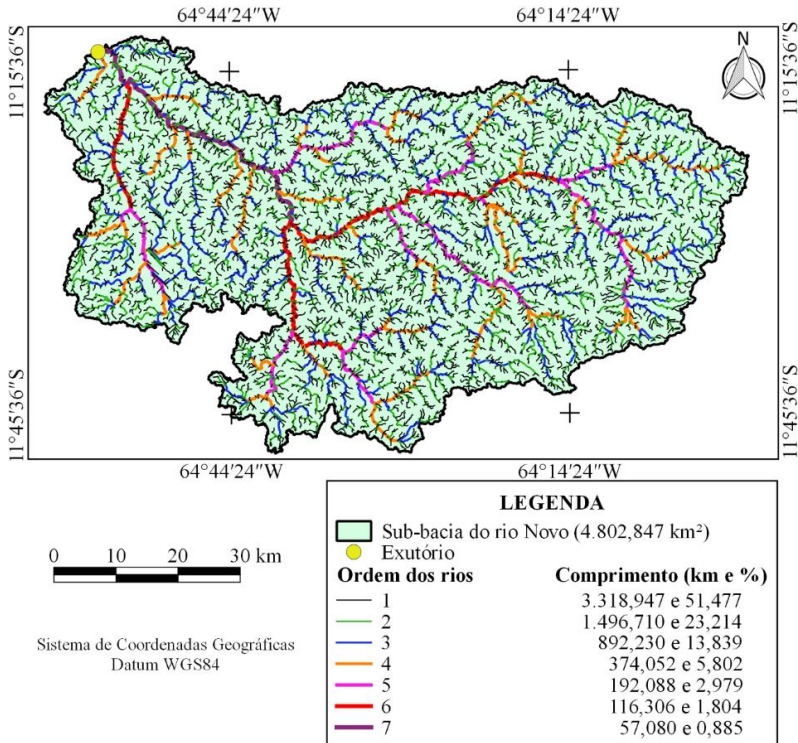 64°44′24″W 64°14′24″W
11°15′36″S
N
11°15′36″S
11°45′36″S
11°45′36″S
64°44′24″W 64°14′24″W
LEGENDA
Sub-bacia do rio Novo (4.802,847 km²)
Exutório
Ordem dos rios Comprimento (km e %)
1 3.318,947 e 51,477
2 1.496,710 e 23,214
3 892,230 e 13,839
4 374,052 e 5,802
5 192,088 e 2,979
6 116,306 e 1,804
7 57,080 e 0,885
0 10 20 30 km
Sistema de Coordenadas Geográficas
Datum WGS84